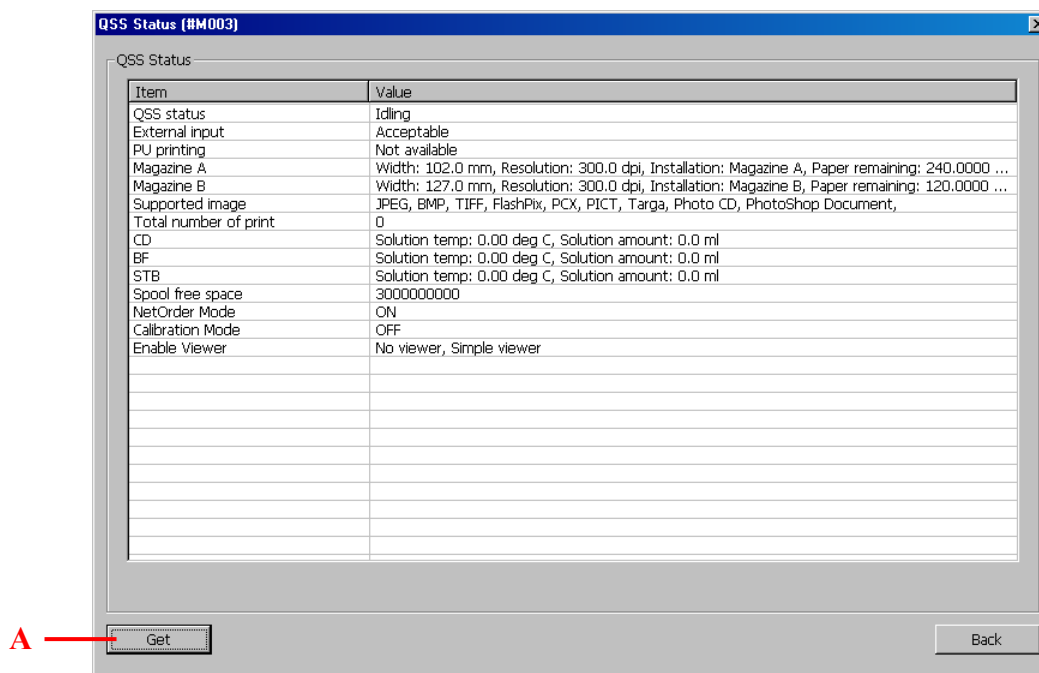 QSS Status (#M003)
QSS Status
Item Value
QSS status Idling
External input Acceptable
PU printing Not available
Magazine A Width: 102.0 mm, Resolution: 300.0 dpi, Installation: Magazine A, Paper remaining: 240.0000 ...
Magazine B Width: 127.0 mm, Resolution: 300.0 dpi, Installation: Magazine B, Paper remaining: 120.0000 ...
Supported image JPEG, BMP, TIFF, FlashPix, PCX, PICT, Targa, Photo CD, PhotoShop Document,
Total number of print 0
CD Solution temp: 0.00 deg C, Solution amount: 0.0 ml
BF Solution temp: 0.00 deg C, Solution amount: 0.0 ml
STB Solution temp: 0.00 deg C, Solution amount: 0.0 ml
Spool free space 3000000000
NetOrder Mode ON
Calibration Mode OFF
Enable Viewer No viewer, Simple viewer
A Get Back